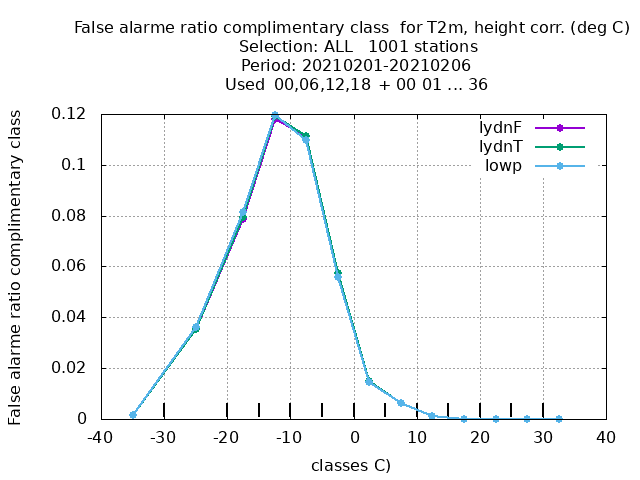 False alarme ratio complimentary class  for T2m, height corr. (deg C)
Selection: ALL   1001 stations
Period: 20210201-20210206
Used  00,06,12,18 + 00 01 ... 36
False alarme ratio complimentary class
0.12
0.1
0.08
0.06
0.04
0.02
0
lydnF
lydnT
lowp
-40 -30 -20 -10 0 10 20 30 40
classes C)